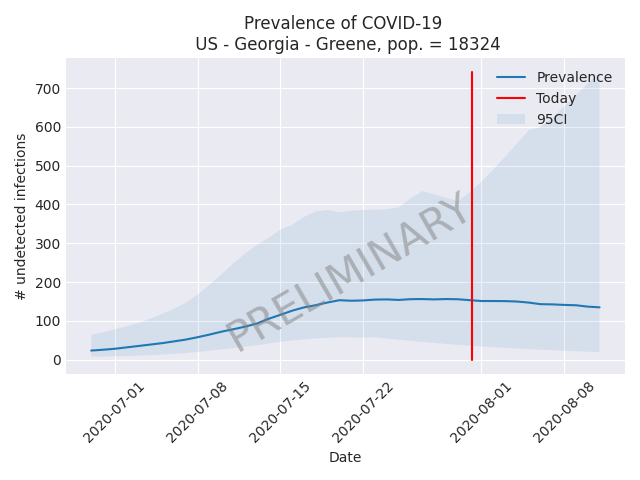 Prevalence of COVID-19
US - Georgia - Greene, pop. = 18324
Prevalence
Today
95CI
700
600
500
400
300
200
100
0
# undetected infections
PRELIMINARY
2020-07-01
2020-07-08
2020-07-15
2020-07-22
2020-08-01
2020-08-08
Date